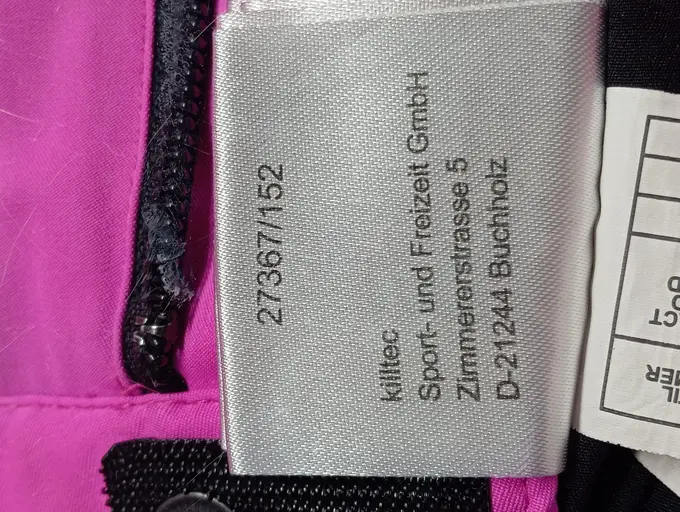 27367/152
killtec
Sport- und Freizeit GmbH
Zimmererstrasse 5
D-21244 Buchholz